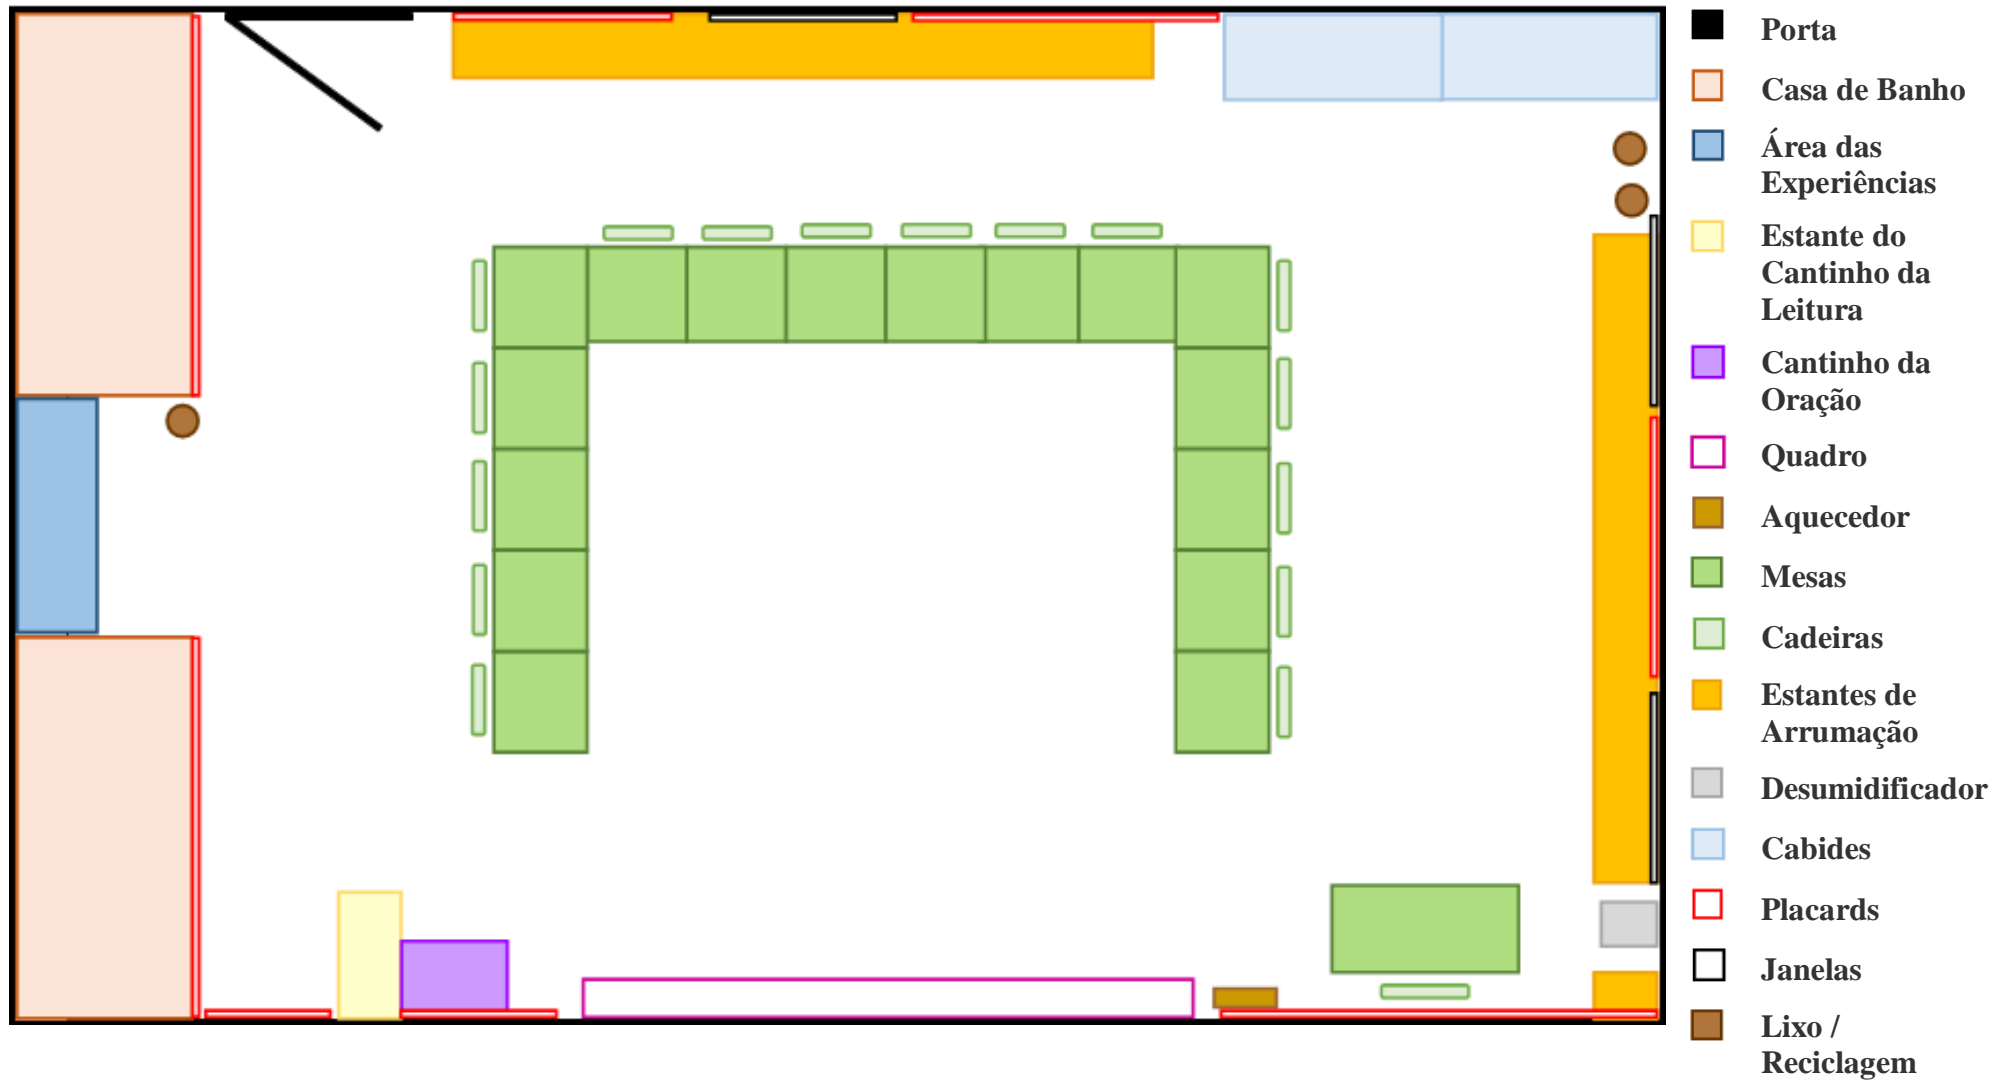 Porta
Casa de Banho
Área das
Experiências
Estante do
Cantinho da
Leitura
Cantinho da
Oração
Quadro
Aquecedor
Mesas
Cadeiras
Estantes de
Arrumação
Desumidificador
Cabides
Placards
Janelas
Lixo /
Reciclagem